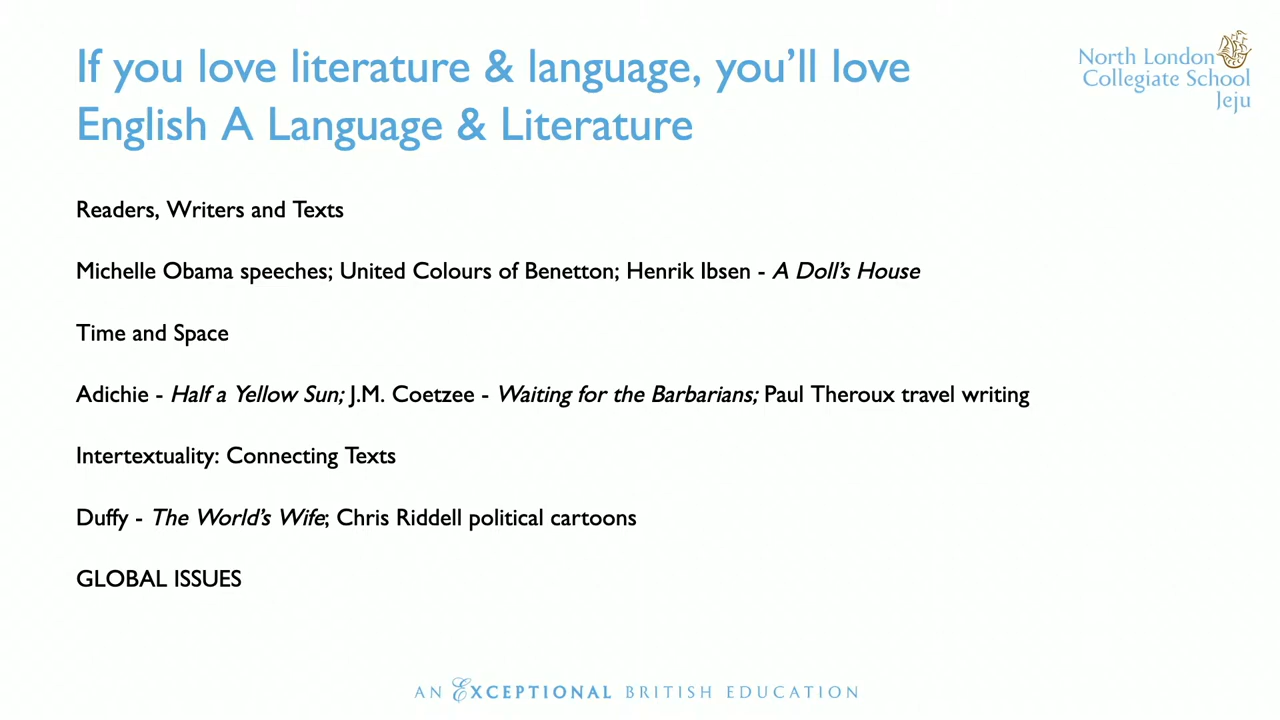 If you love literature & language, you’ll love
English A Language & Literature
North London
Collegiate School
Jeju
Readers, Writers and Texts
Michelle Obama speeches; United Colours of Benetton; Henrik Ibsen - A Doll’s House
Time and Space
Adichie - Half a Yellow Sun; J.M. Coetzee - Waiting for the Barbarians; Paul Theroux travel writing
Intertextuality: Connecting Texts
Duffy - The World’s Wife; Chris Riddell political cartoons
GLOBAL ISSUES
AN EXCEPTIONAL BRITISH EDUCATION